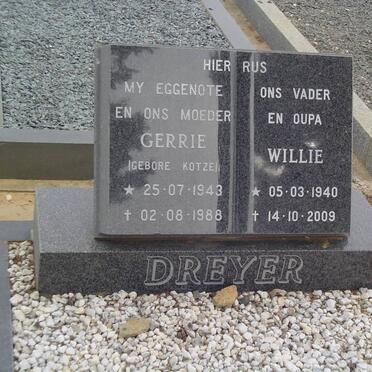 HIER RUS
MY EGGENOTE
EN ONS MOEDER
GERRIE
(GEBORE KOTZE)
★ 25·07·1943
† 02·08·1988
ONS VADER
EN OUPA
WILLIE
★ 05·03·1940
† 14·10·2009
DREYER